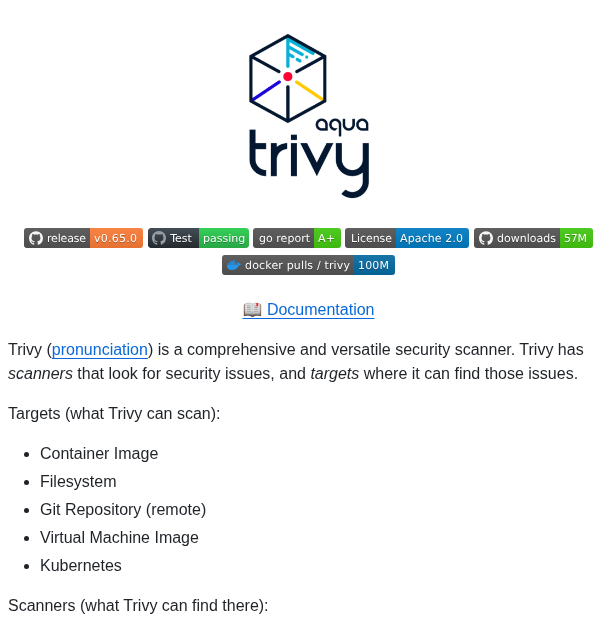 aqua
trivy
release v0.65.0 Test passing go report A+ License Apache 2.0 downloads 57M
docker pulls / trivy 100M
📖 Documentation
Trivy (pronunciation) is a comprehensive and versatile security scanner. Trivy has
scanners that look for security issues, and targets where it can find those issues.
Targets (what Trivy can scan):
• Container Image
• Filesystem
• Git Repository (remote)
• Virtual Machine Image
• Kubernetes
Scanners (what Trivy can find there):